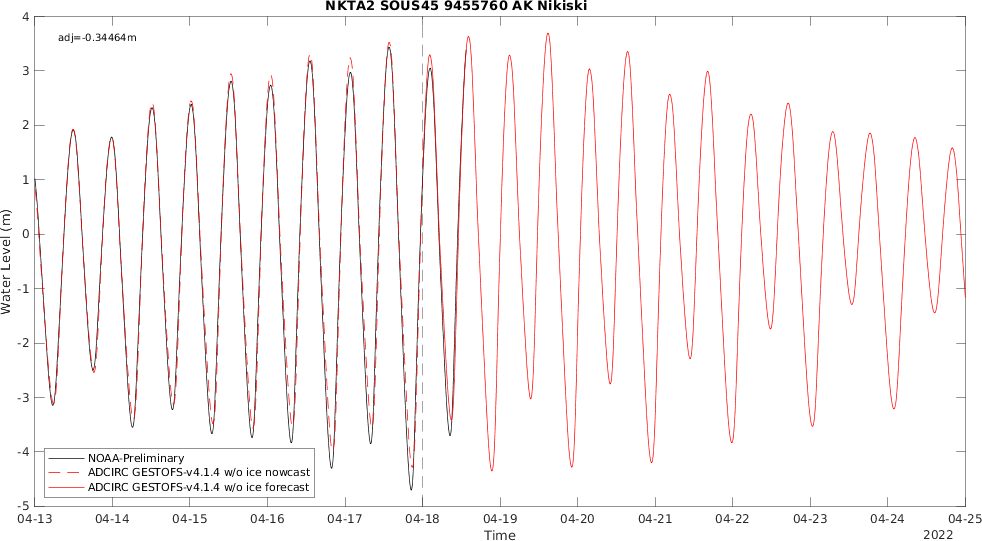 NKTA2 SOUS45 9455760 AK Nikiski
adj=-0.34464m
4
3
2
1
0
-1
-2
-3
-4
-5
Water Level (m)
NOAA-Preliminary
ADCIRC GESTOFS-v4.1.4 w/o ice nowcast
ADCIRC GESTOFS-v4.1.4 w/o ice forecast
04-13 04-14 04-15 04-16 04-17 04-18 04-19 04-20 04-21 04-22 04-23 04-24 04-25
Time
2022